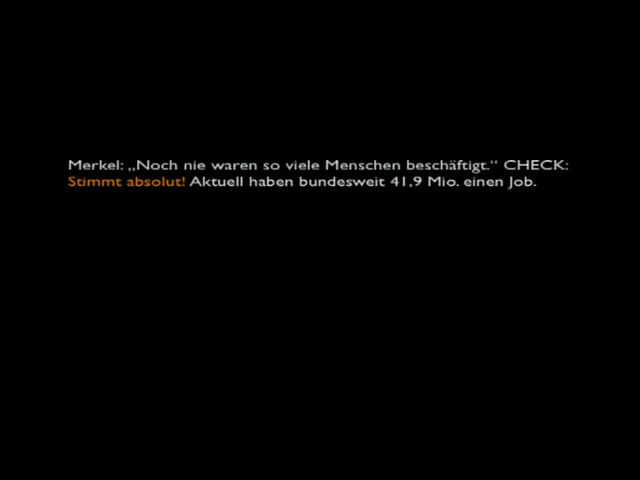 Merkel: „Noch nie waren so viele Menschen beschäftigt.“ CHECK:
Stimmt absolut! Aktuell haben bundesweit 41,9 Mio. einen Job.